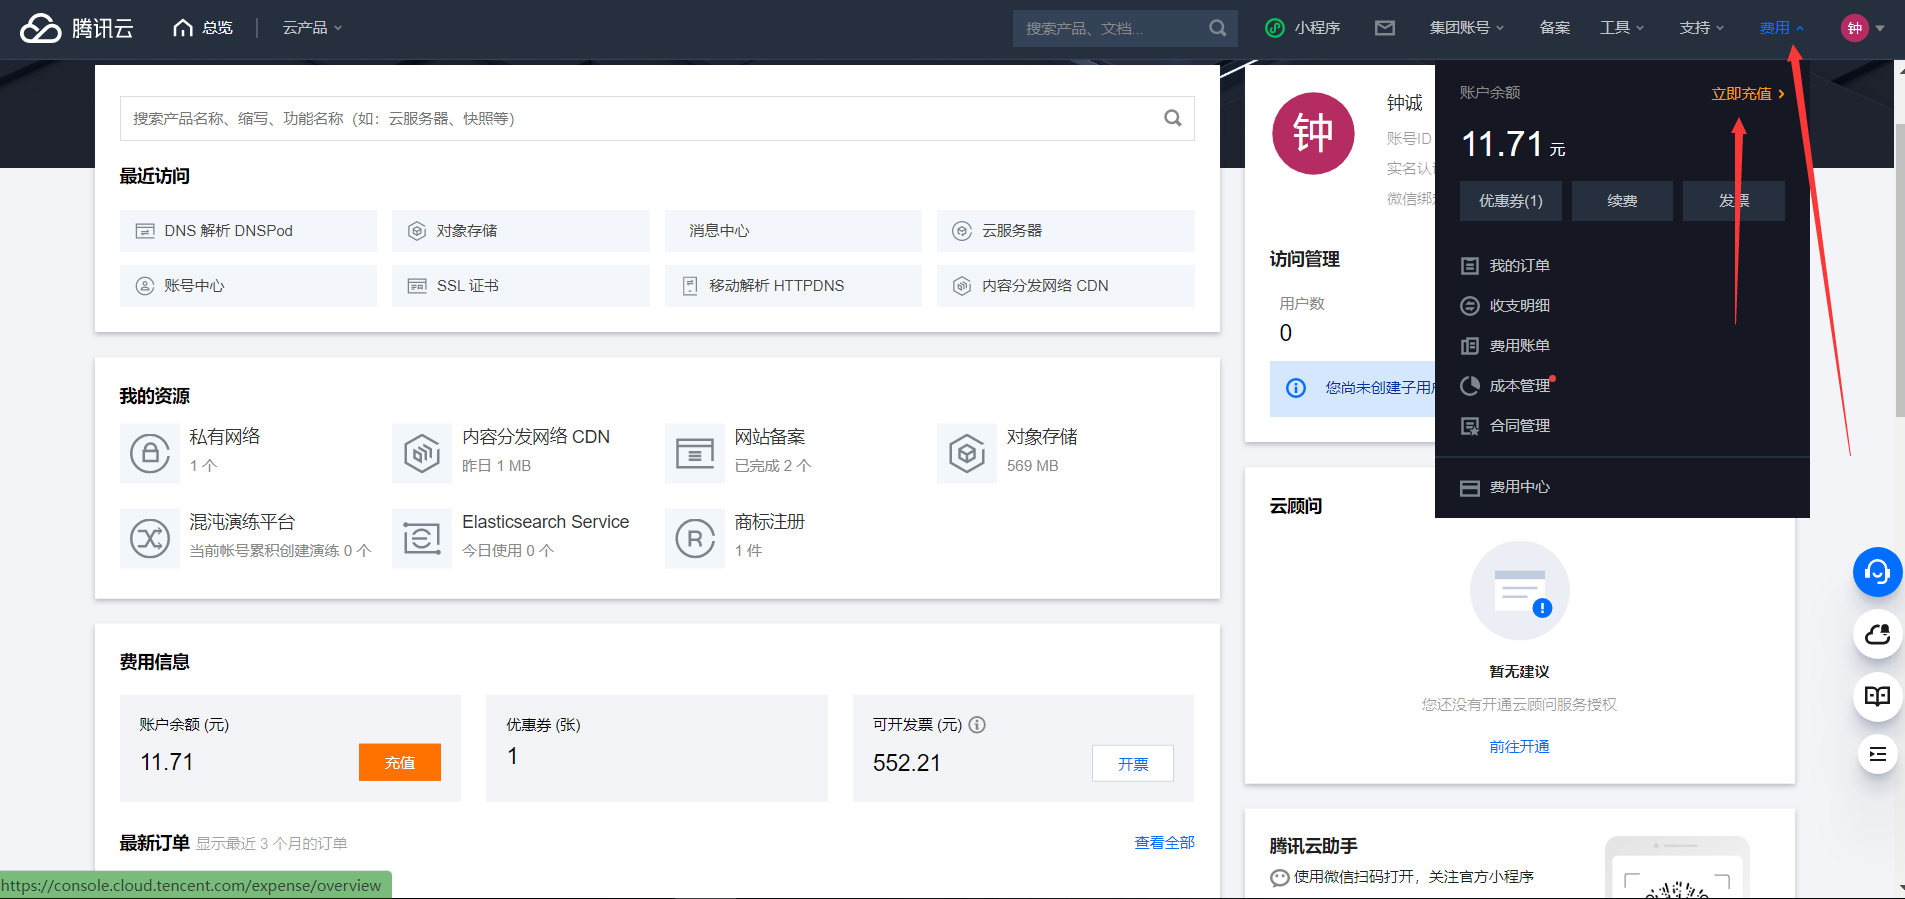 腾讯云
总览
云产品
搜索产品、文档...
小程序
集团账号
备案
工具
支持
费用
钟
搜索产品名称、缩写、功能名称（如：云服务器、快照等）
最近访问
DNS 解析 DNSPod
对象存储
消息中心
云服务器
账号中心
SSL 证书
移动解析 HTTPDNS
内容分发网络 CDN
我的资源
私有网络
1 个
内容分发网络 CDN
昨日 1 MB
网站备案
已完成 2 个
对象存储
569 MB
混沌演练平台
当前帐号累积创建演练 0 个
Elasticsearch Service
今日使用 0 个
商标注册
1 件
费用信息
账户余额 (元)
11.71
充值
优惠券 (张)
1
可开发票 (元)
552.21
开票
最新订单 显示最近 3 个月的订单
查看全部
https://console.cloud.tencent.com/expense/overview
钟
钟诚
账号ID
实名认
微信绑
访问管理
用户数
0
您尚未创建子用
账户余额
立即充值
11.71 元
优惠券(1)
续费
发票
我的订单
收支明细
费用账单
成本管理
合同管理
费用中心
云顾问
暂无建议
您还没有开通云顾问服务授权
前往开通
腾讯云助手
使用微信扫码打开，关注官方小程序